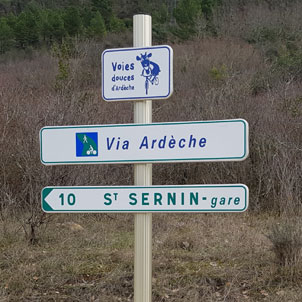 Voies
douces
d'ardèche
Via Ardèche
10 ST SERNIN-gare